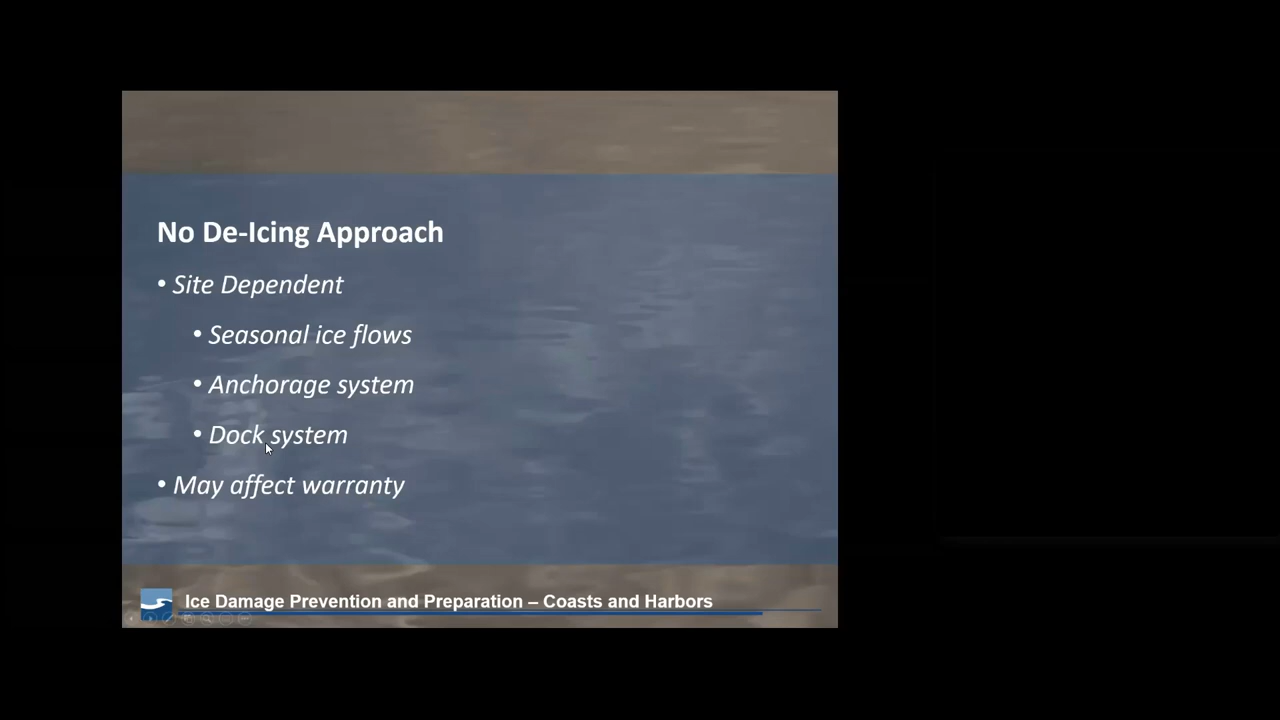 No De-Icing Approach
• Site Dependent
• Seasonal ice flows
• Anchorage system
• Dock system
• May affect warranty
Ice Damage Prevention and Preparation – Coasts and Harbors